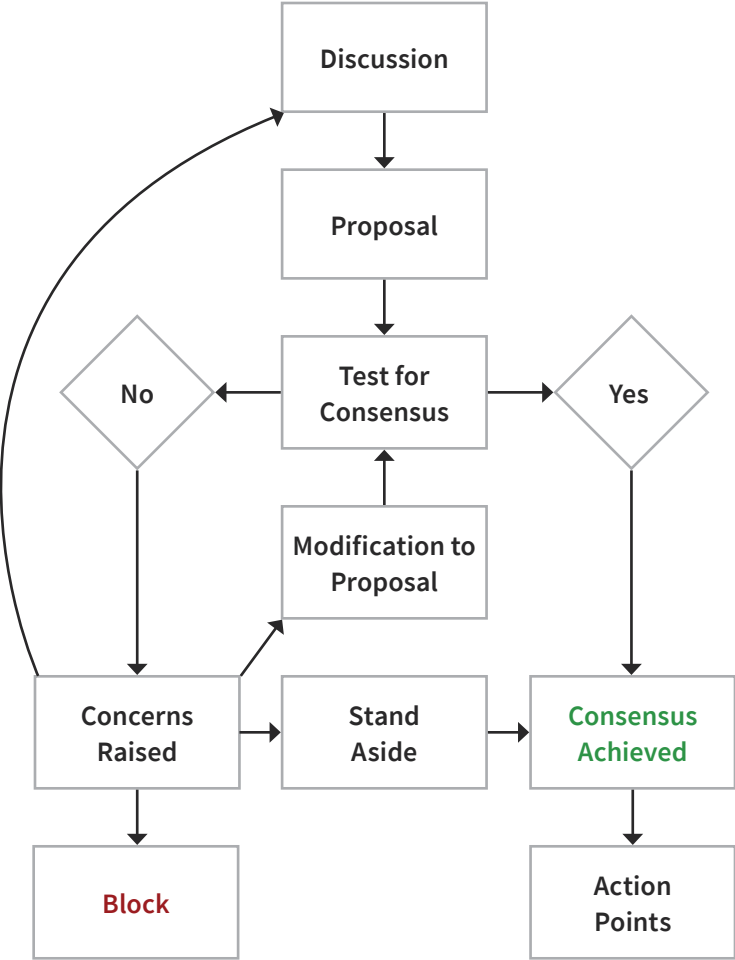 Discussion
Proposal
No
Test for
Consensus
Yes
Modification to
Proposal
Concerns
Raised
Stand
Aside
Consensus
Achieved
Block
Action
Points